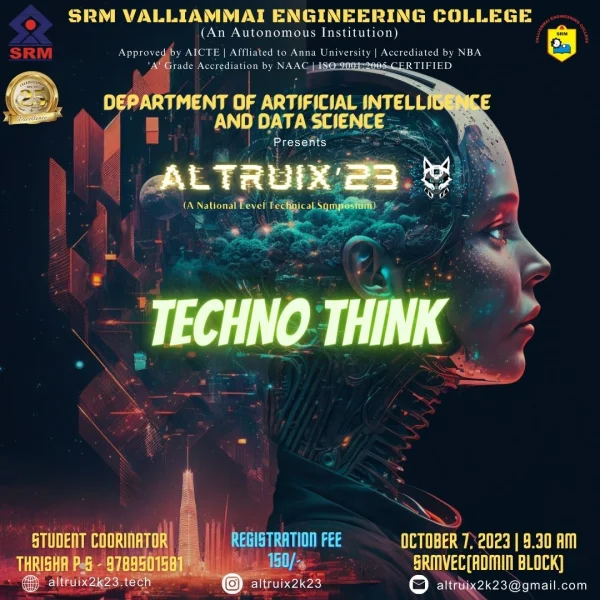 SRM VALLIAMMAI ENGINEERING COLLEGE
(An Autonomous Institution)
Approved by AICTE | Affliated to Anna University | Accrediated by NBA
'A' Grade Accrediation by NAAC | ISO 9001:2005 CERTIFIED
SRM
SRM
25
DEPARTMENT OF ARTIFICIAL INTELLIGENCE
AND DATA SCIENCE
Presents
ALTRUIX'23
(A National Level Technical Symposium)
TECHNO THINK
STUDENT COORINATOR
THRISHA P S - 9789501581
REGISTRATION FEE
150/-
OCTOBER 7, 2023 | 9.30 AM
SRMVEC(ADMIN BLOCK)
altruix2k23.tech
altruix2k23
altruix2k23@gmail.com